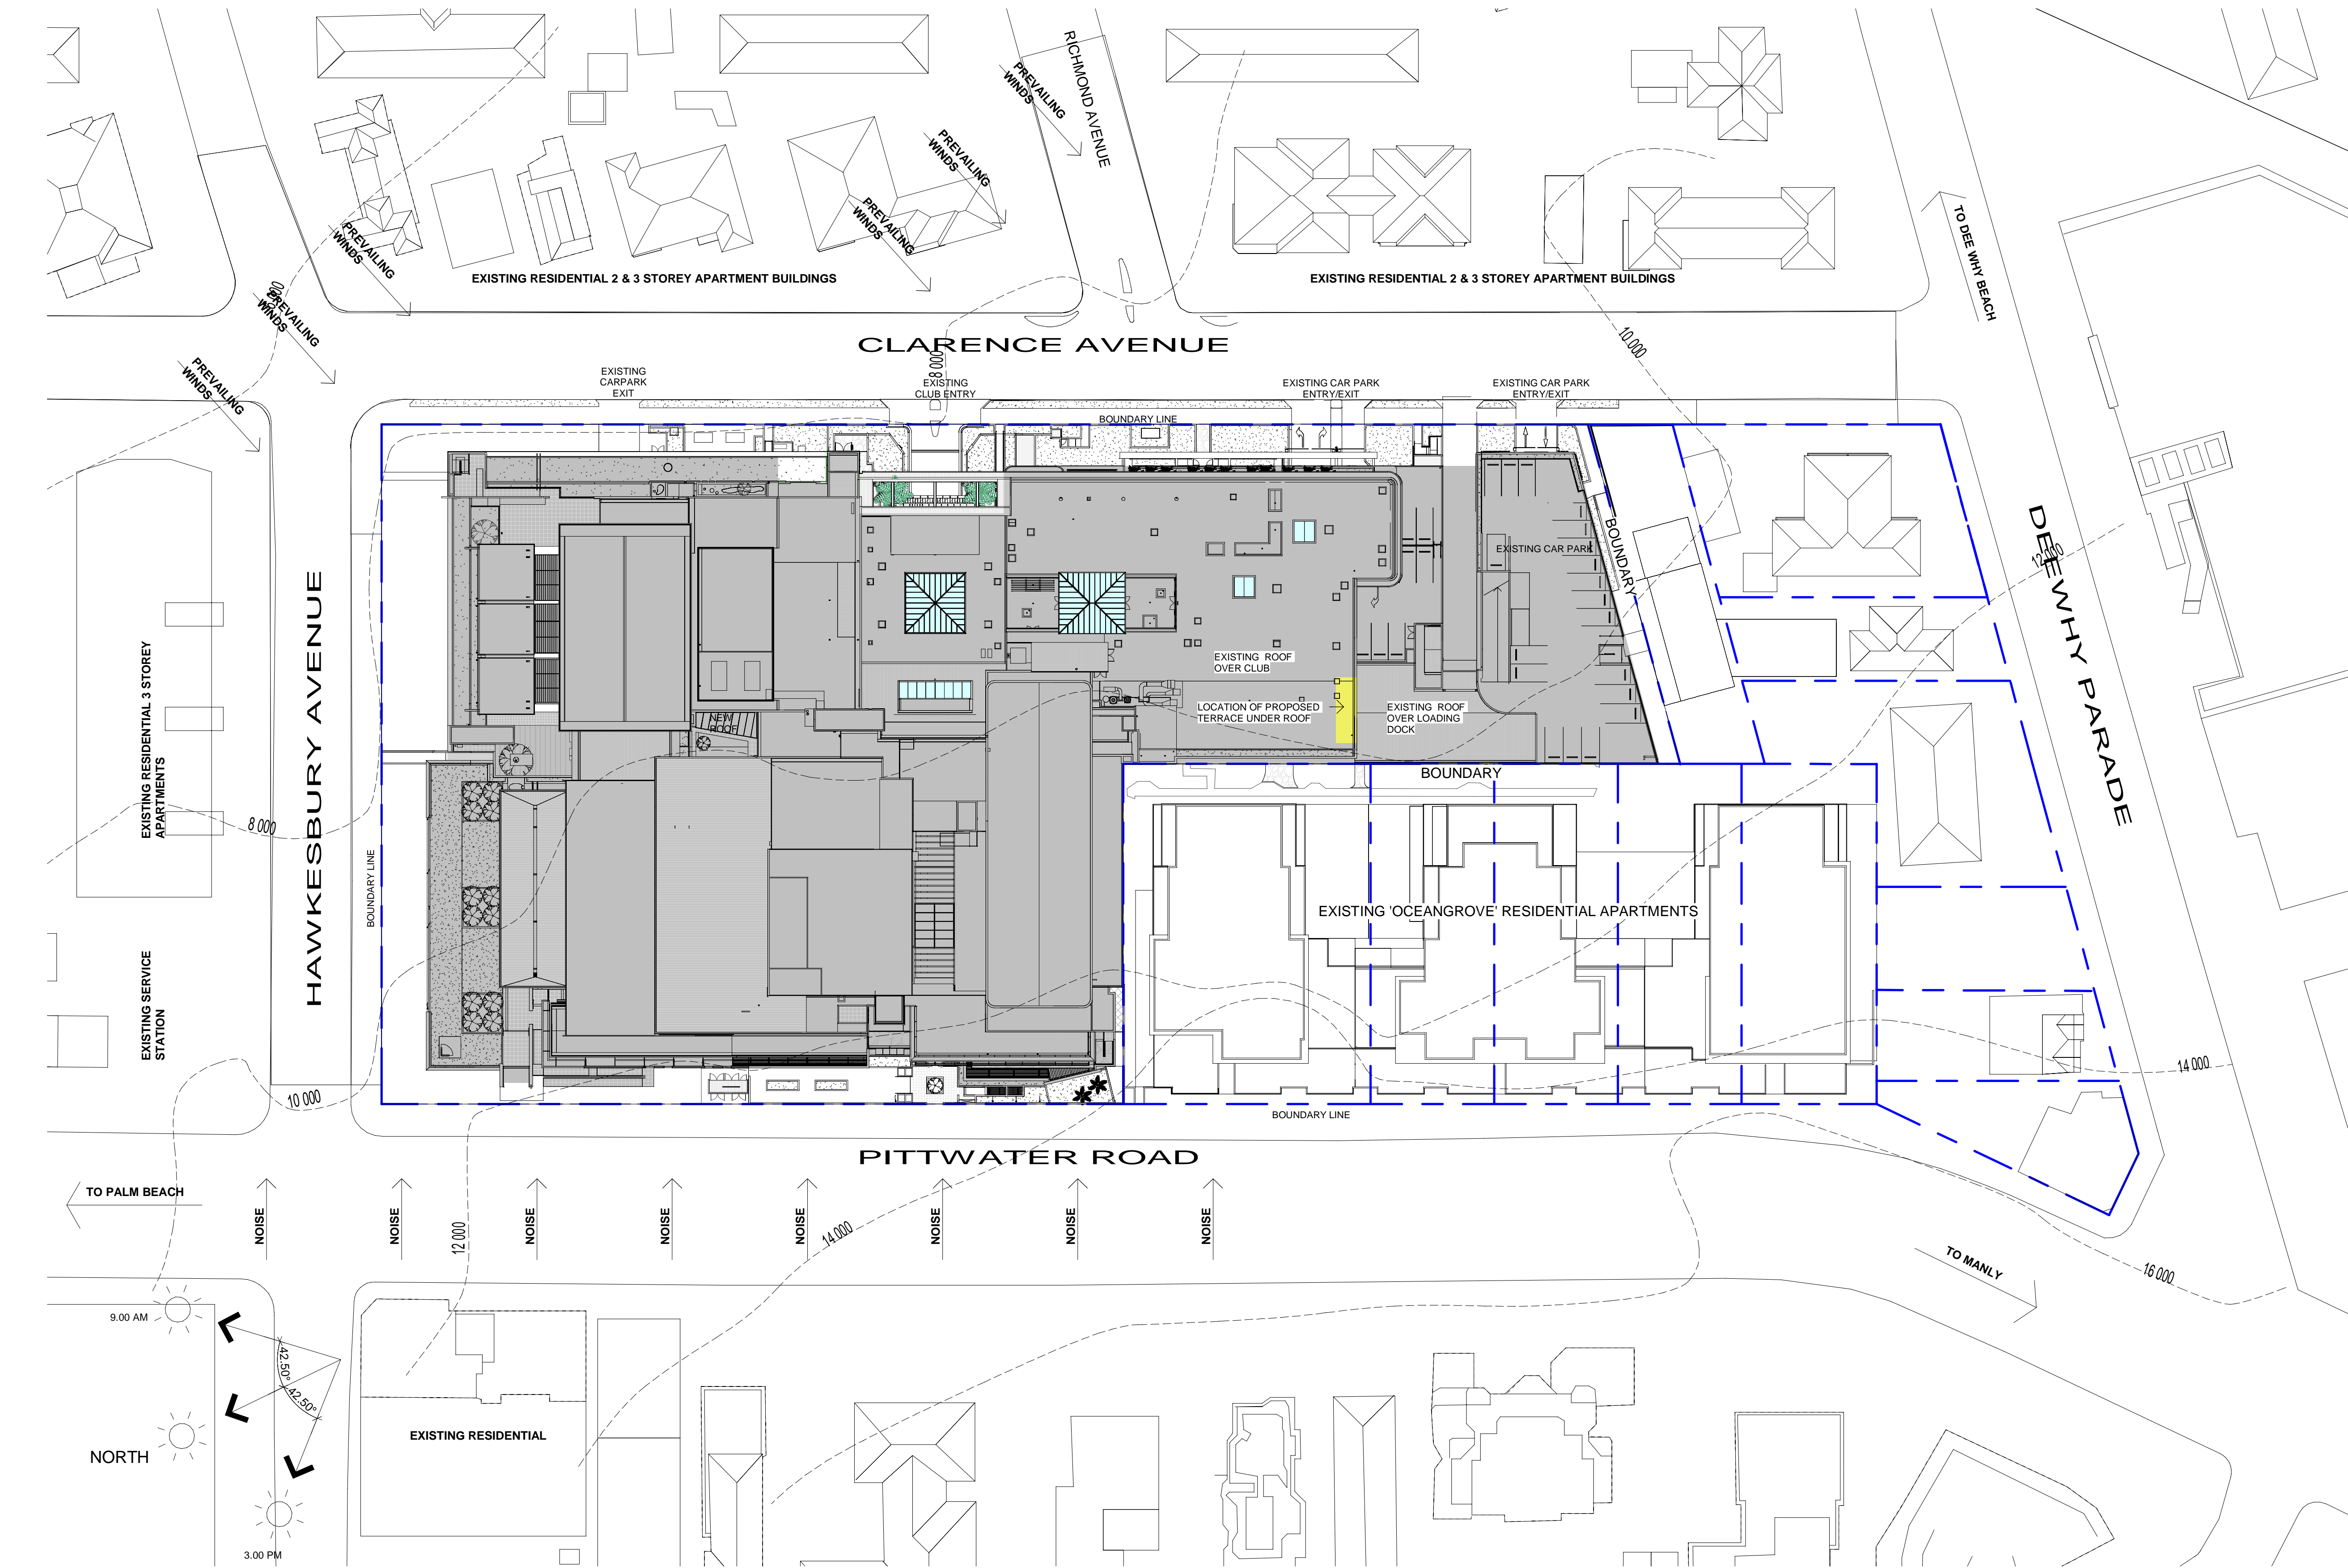 RICHMOND AVENUE
PREVAILING
WINDS
PREVAILING
WINDS
PREVAILING
WINDS
PREVAILING
WINDS
PREVAILING
WINDS
PREVAILING
WINDS
EXISTING RESIDENTIAL 2 & 3 STOREY APARTMENT BUILDINGS
EXISTING RESIDENTIAL 2 & 3 STOREY APARTMENT BUILDINGS
TO DEE WHY BEACH
CLARENCE AVENUE
8 000
10.000
EXISTING
CARPARK
EXIT
EXISTING
CLUB ENTRY
EXISTING CAR PARK
ENTRY/EXIT
EXISTING CAR PARK
ENTRY/EXIT
BOUNDARY LINE
BOUNDARY
EXISTING CAR PARK
DEEWHY PARADE
HAWKESBURY AVENUE
EXISTING RESIDENTIAL 3 STOREY
APARTMENTS
8 000
BOUNDARY LINE
NEW
ROOF
EXISTING ROOF
OVER CLUB
LOCATION OF PROPOSED
TERRACE UNDER ROOF
EXISTING ROOF
OVER LOADING
DOCK
BOUNDARY
EXISTING 'OCEANGROVE' RESIDENTIAL APARTMENTS
EXISTING SERVICE
STATION
10 000
14 000
BOUNDARY LINE
PITTWATER ROAD
TO PALM BEACH
NOISE
NOISE
NOISE
NOISE
NOISE
NOISE
NOISE
NOISE
12 000
14.000
TO MANLY
16 000
9.00 AM
42.50°
42.50°
NORTH
3.00 PM
EXISTING RESIDENTIAL